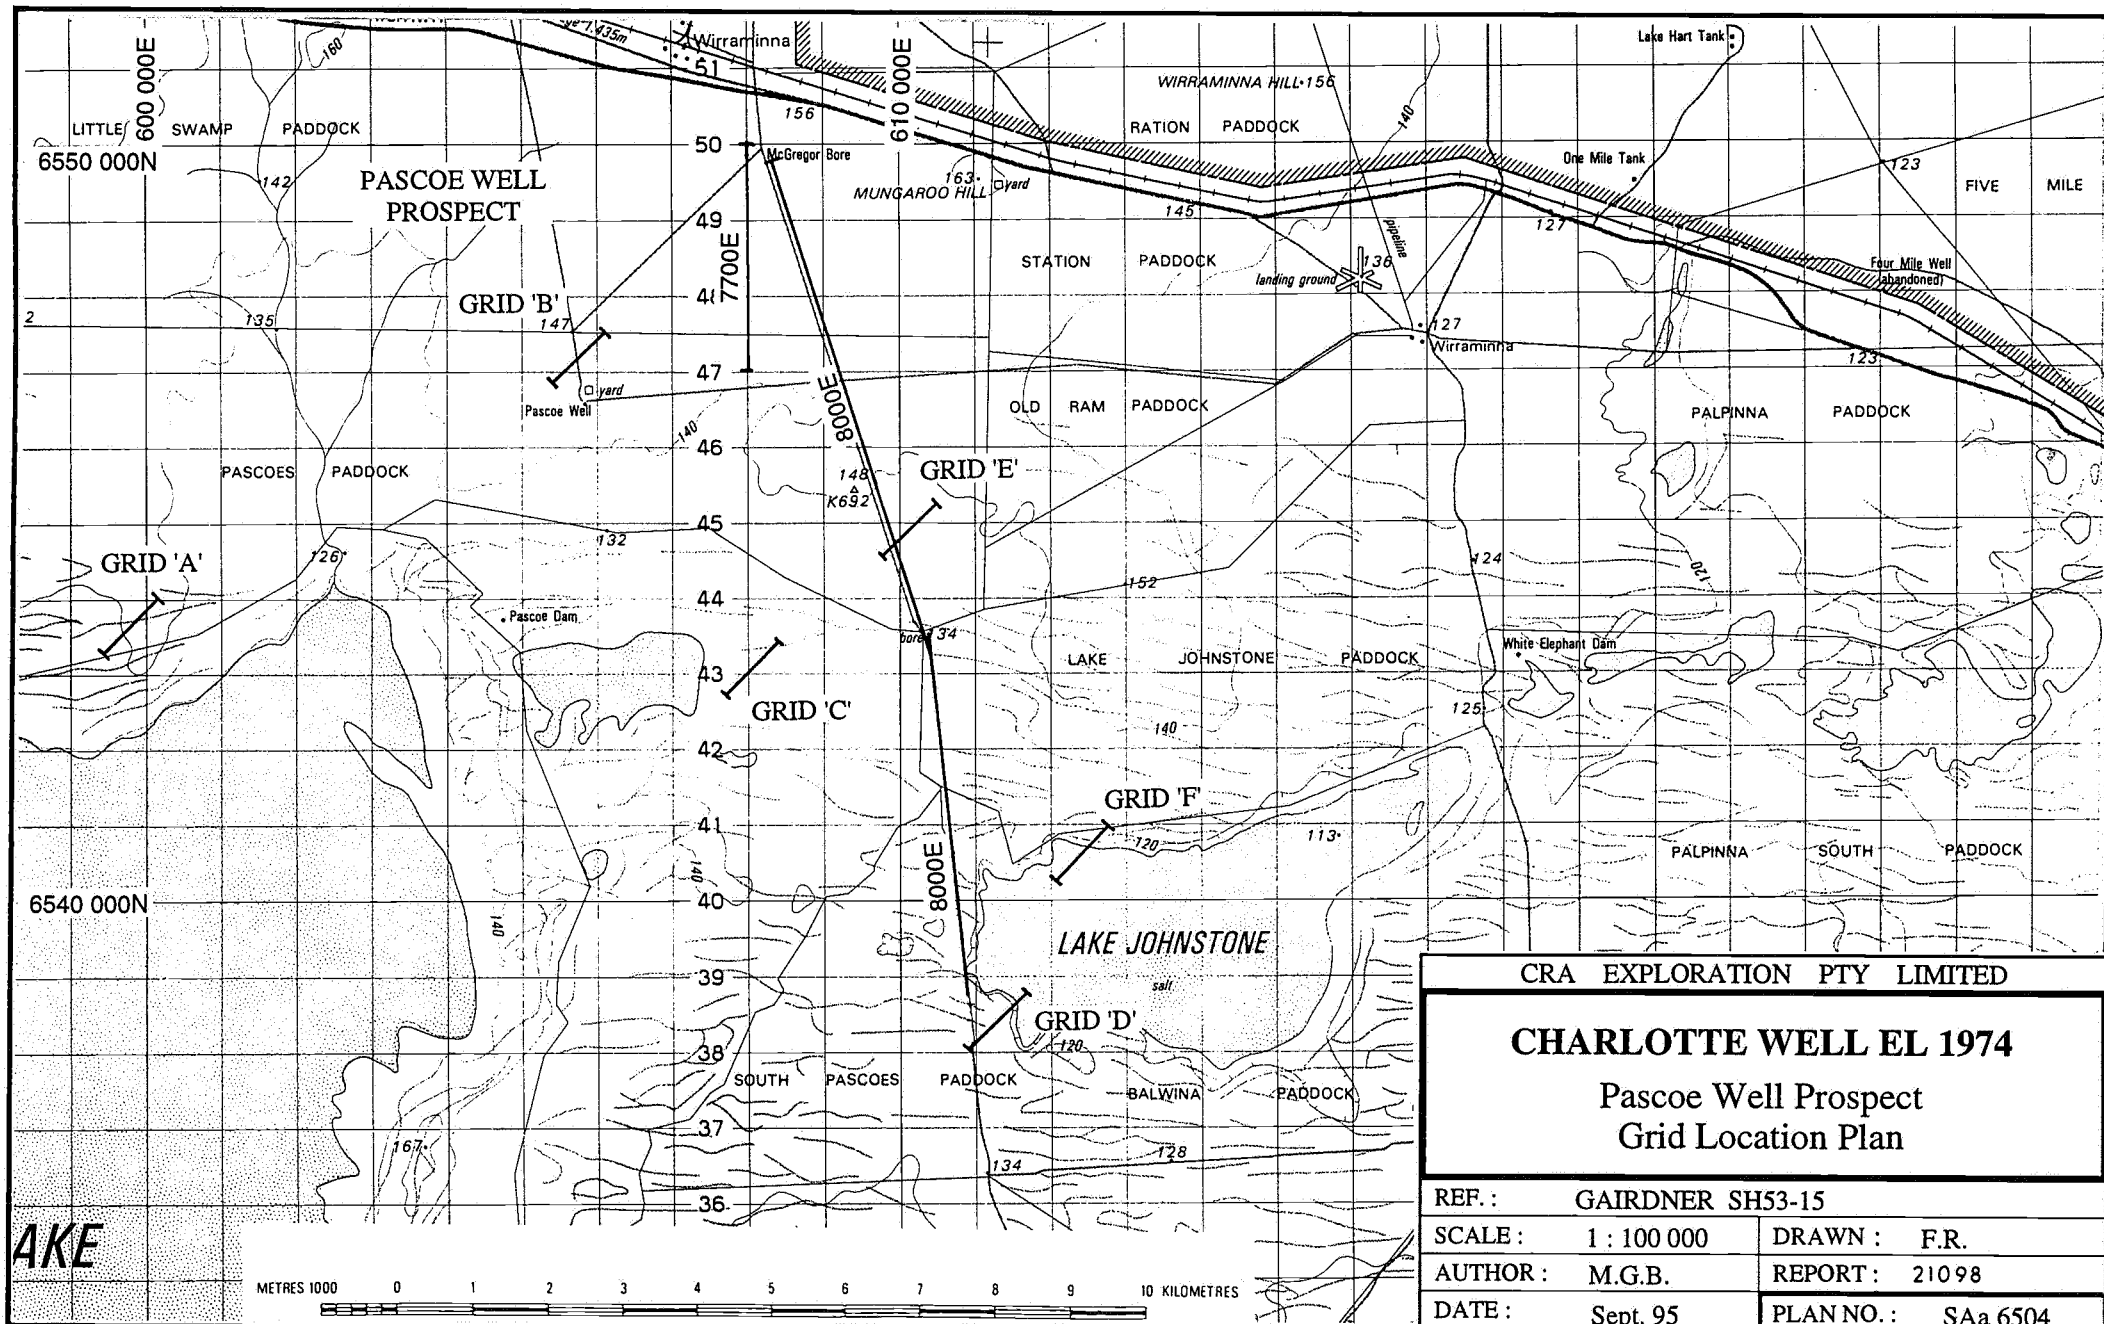 600 000E
160
1.435m
Wirraminna
51
610 000E
WIRRAMINNA HILL 156
Lake Hart Tank
140
LITTLE SWAMP PADDOCK
156
RATION PADDOCK
6550 000N
50
McGregor Bore
One Mile Tank
123
142
PASCOE WELL
PROSPECT
163
MUNGAROO HILL
yard
FIVE MILE
49
145
127
pipeline
7700E
STATION PADDOCK
136
landing ground
Four Mile Well
(abandoned)
48
GRID 'B'
2
135
147
127
Wirraminna
123
47
yard
Pascoe Well
8000E
OLD RAM PADDOCK
PALPINNA PADDOCK
140
46
PASCOES PADDOCK
148
K692
GRID 'E'
45
132
126
GRID 'A'
124
120
152
44
Pascoe Dam
bore
134
White Elephant Dam
43
LAKE JOHNSTONE PADDOCK
GRID 'C'
125
140
42
GRID 'F'
41
120
113
140
8000E
PALPINNA SOUTH PADDOCK
6540 000N
40
140
LAKE JOHNSTONE
39
salt
GRID 'D'
120
38
SOUTH PASCOES PADDOCK
BALWINA PADDOCK
37
167
128
134
36
AKE
METRES 1000 0 1 2 3 4 5 6 7 8 9 10 KILOMETRES
CRA EXPLORATION PTY LIMITED
CHARLOTTE WELL EL 1974
Pascoe Well Prospect
Grid Location Plan
REF. : GAIRDNER SH53-15
SCALE : 1 : 100 000
DRAWN : F.R.
AUTHOR : M.G.B.
REPORT : 21098
DATE : Sept. 95
PLAN NO. : SAa 6504